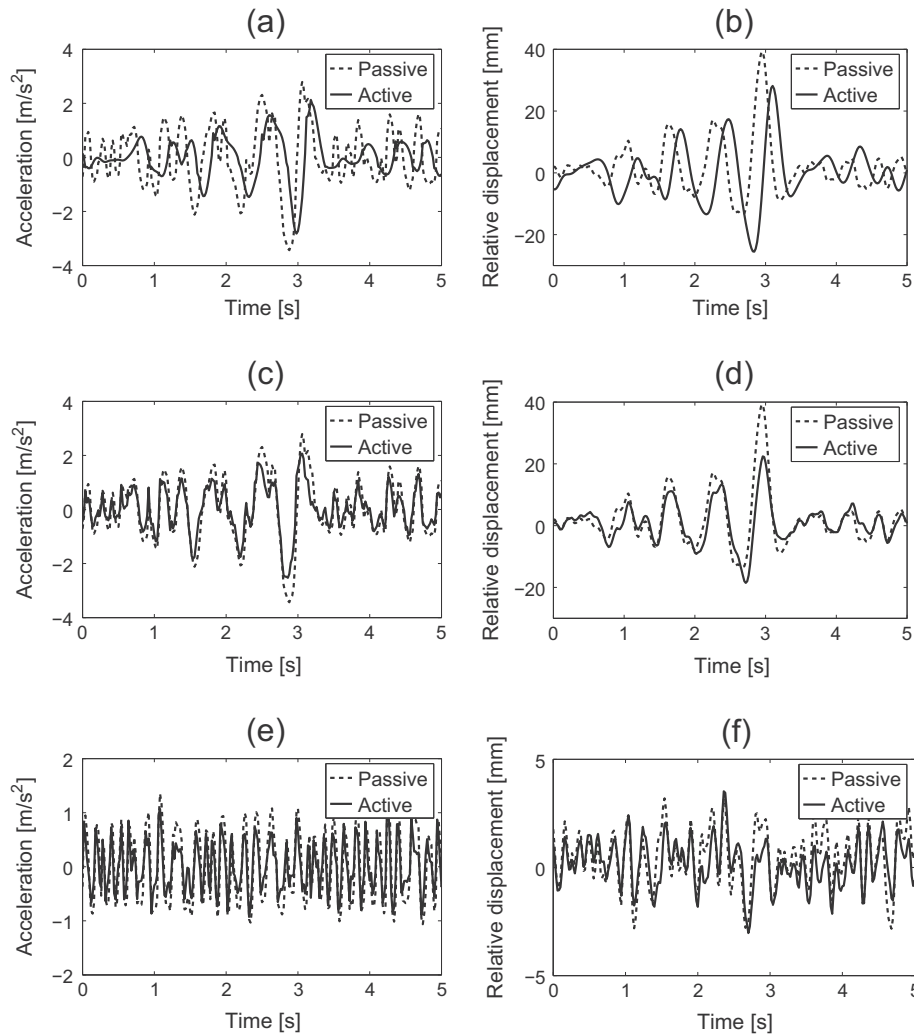 (a)
Acceleration [m/s²]
4
2
0
−2
−4
0 1 2 3 4 5
Time [s]
Passive
Active
(b)
Relative displacement [mm]
40
20
0
−20
0 1 2 3 4 5
Time [s]
Passive
Active
(c)
Acceleration [m/s²]
4
2
0
−2
−4
0 1 2 3 4 5
Time [s]
Passive
Active
(d)
Relative displacement [mm]
40
20
0
−20
0 1 2 3 4 5
Time [s]
Passive
Active
(e)
Acceleration [m/s²]
2
1
0
−1
−2
0 1 2 3 4 5
Time [s]
Passive
Active
(f)
Relative displacement [mm]
5
0
−5
0 1 2 3 4 5
Time [s]
Passive
Active